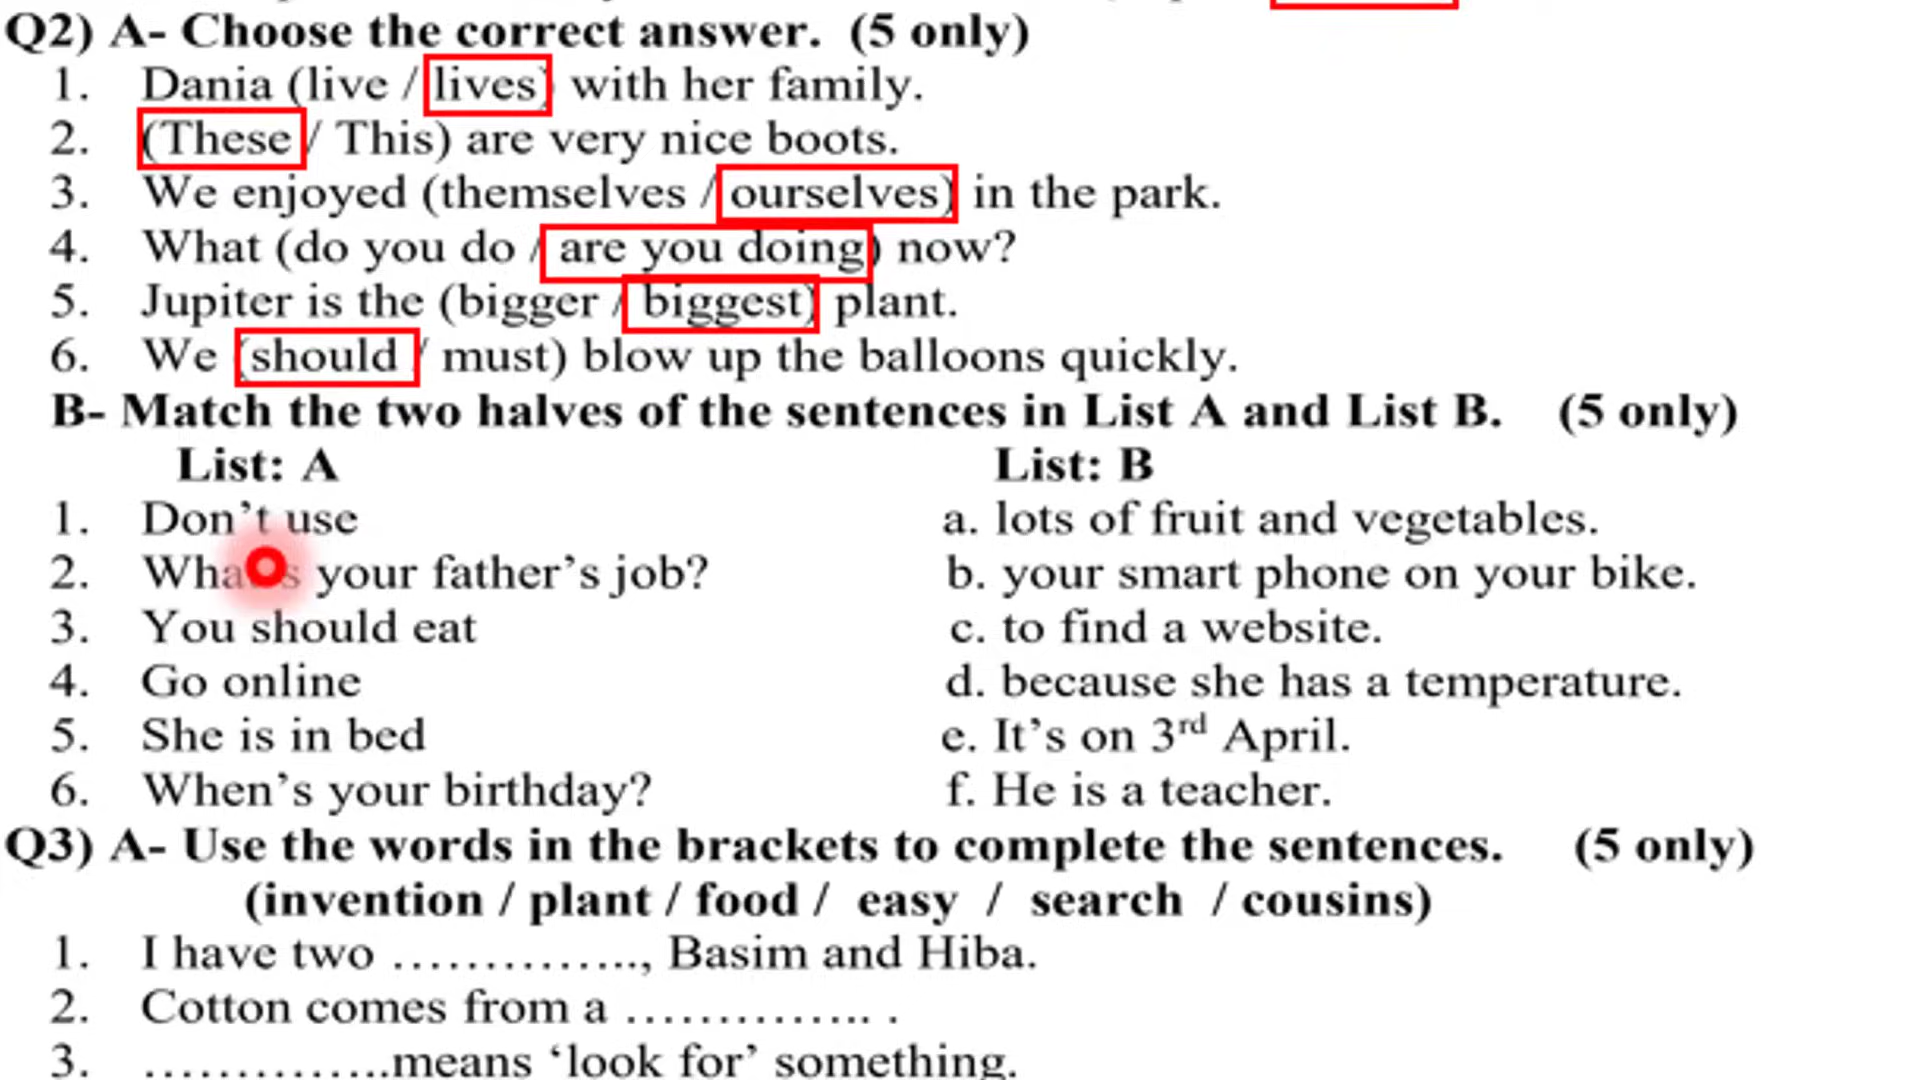 Q2) A- Choose the correct answer. (5 only)
1. Dania (live / lives) with her family.
2. (These / This) are very nice boots.
3. We enjoyed (themselves / ourselves) in the park.
4. What (do you do / are you doing) now?
5. Jupiter is the (bigger / biggest) plant.
6. We (should / must) blow up the balloons quickly.
B- Match the two halves of the sentences in List A and List B. (5 only)
List: A List: B
1. Don't use a. lots of fruit and vegetables.
2. What's your father's job? b. your smart phone on your bike.
3. You should eat c. to find a website.
4. Go online d. because she has a temperature.
5. She is in bed e. It's on 3rd April.
6. When's your birthday? f. He is a teacher.
Q3) A- Use the words in the brackets to complete the sentences. (5 only)
(invention / plant / food / easy / search / cousins)
1. I have two ……………, Basim and Hiba.
2. Cotton comes from a …………… .
3. ……………means 'look for' something.